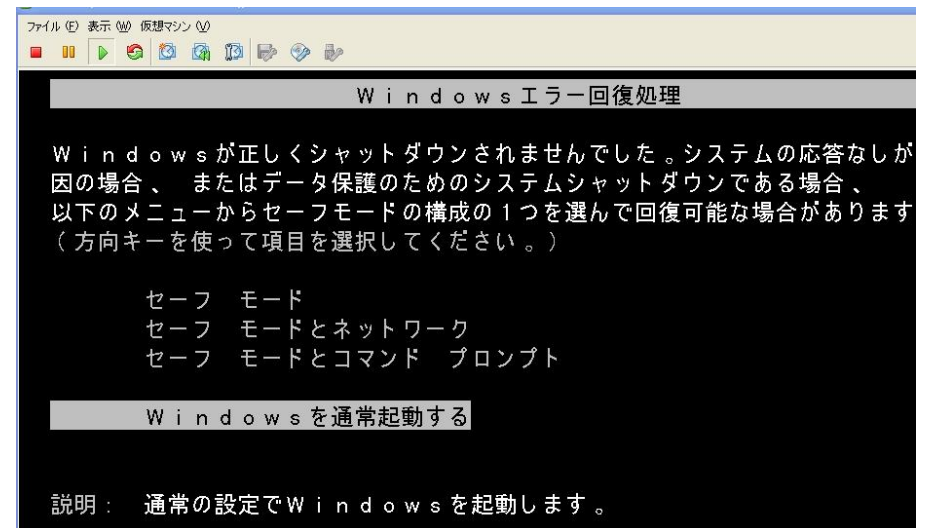 ファイル (F) 表示 (W) 仮想マシン (V)
Windowsエラー回復処理
Windowsが正しくシャットダウンされませんでした。システムの応答なしが
因の場合、 またはデータ保護のためのシステムシャットダウンである場合、
以下のメニューからセーフモードの構成の1つを選んで回復可能な場合があります
(方向キーを使って項目を選択してください。)
セーフ モード
セーフ モードとネットワーク
セーフ モードとコマンド プロンプト
Windowsを通常起動する
説明: 通常の設定でWindowsを起動します。